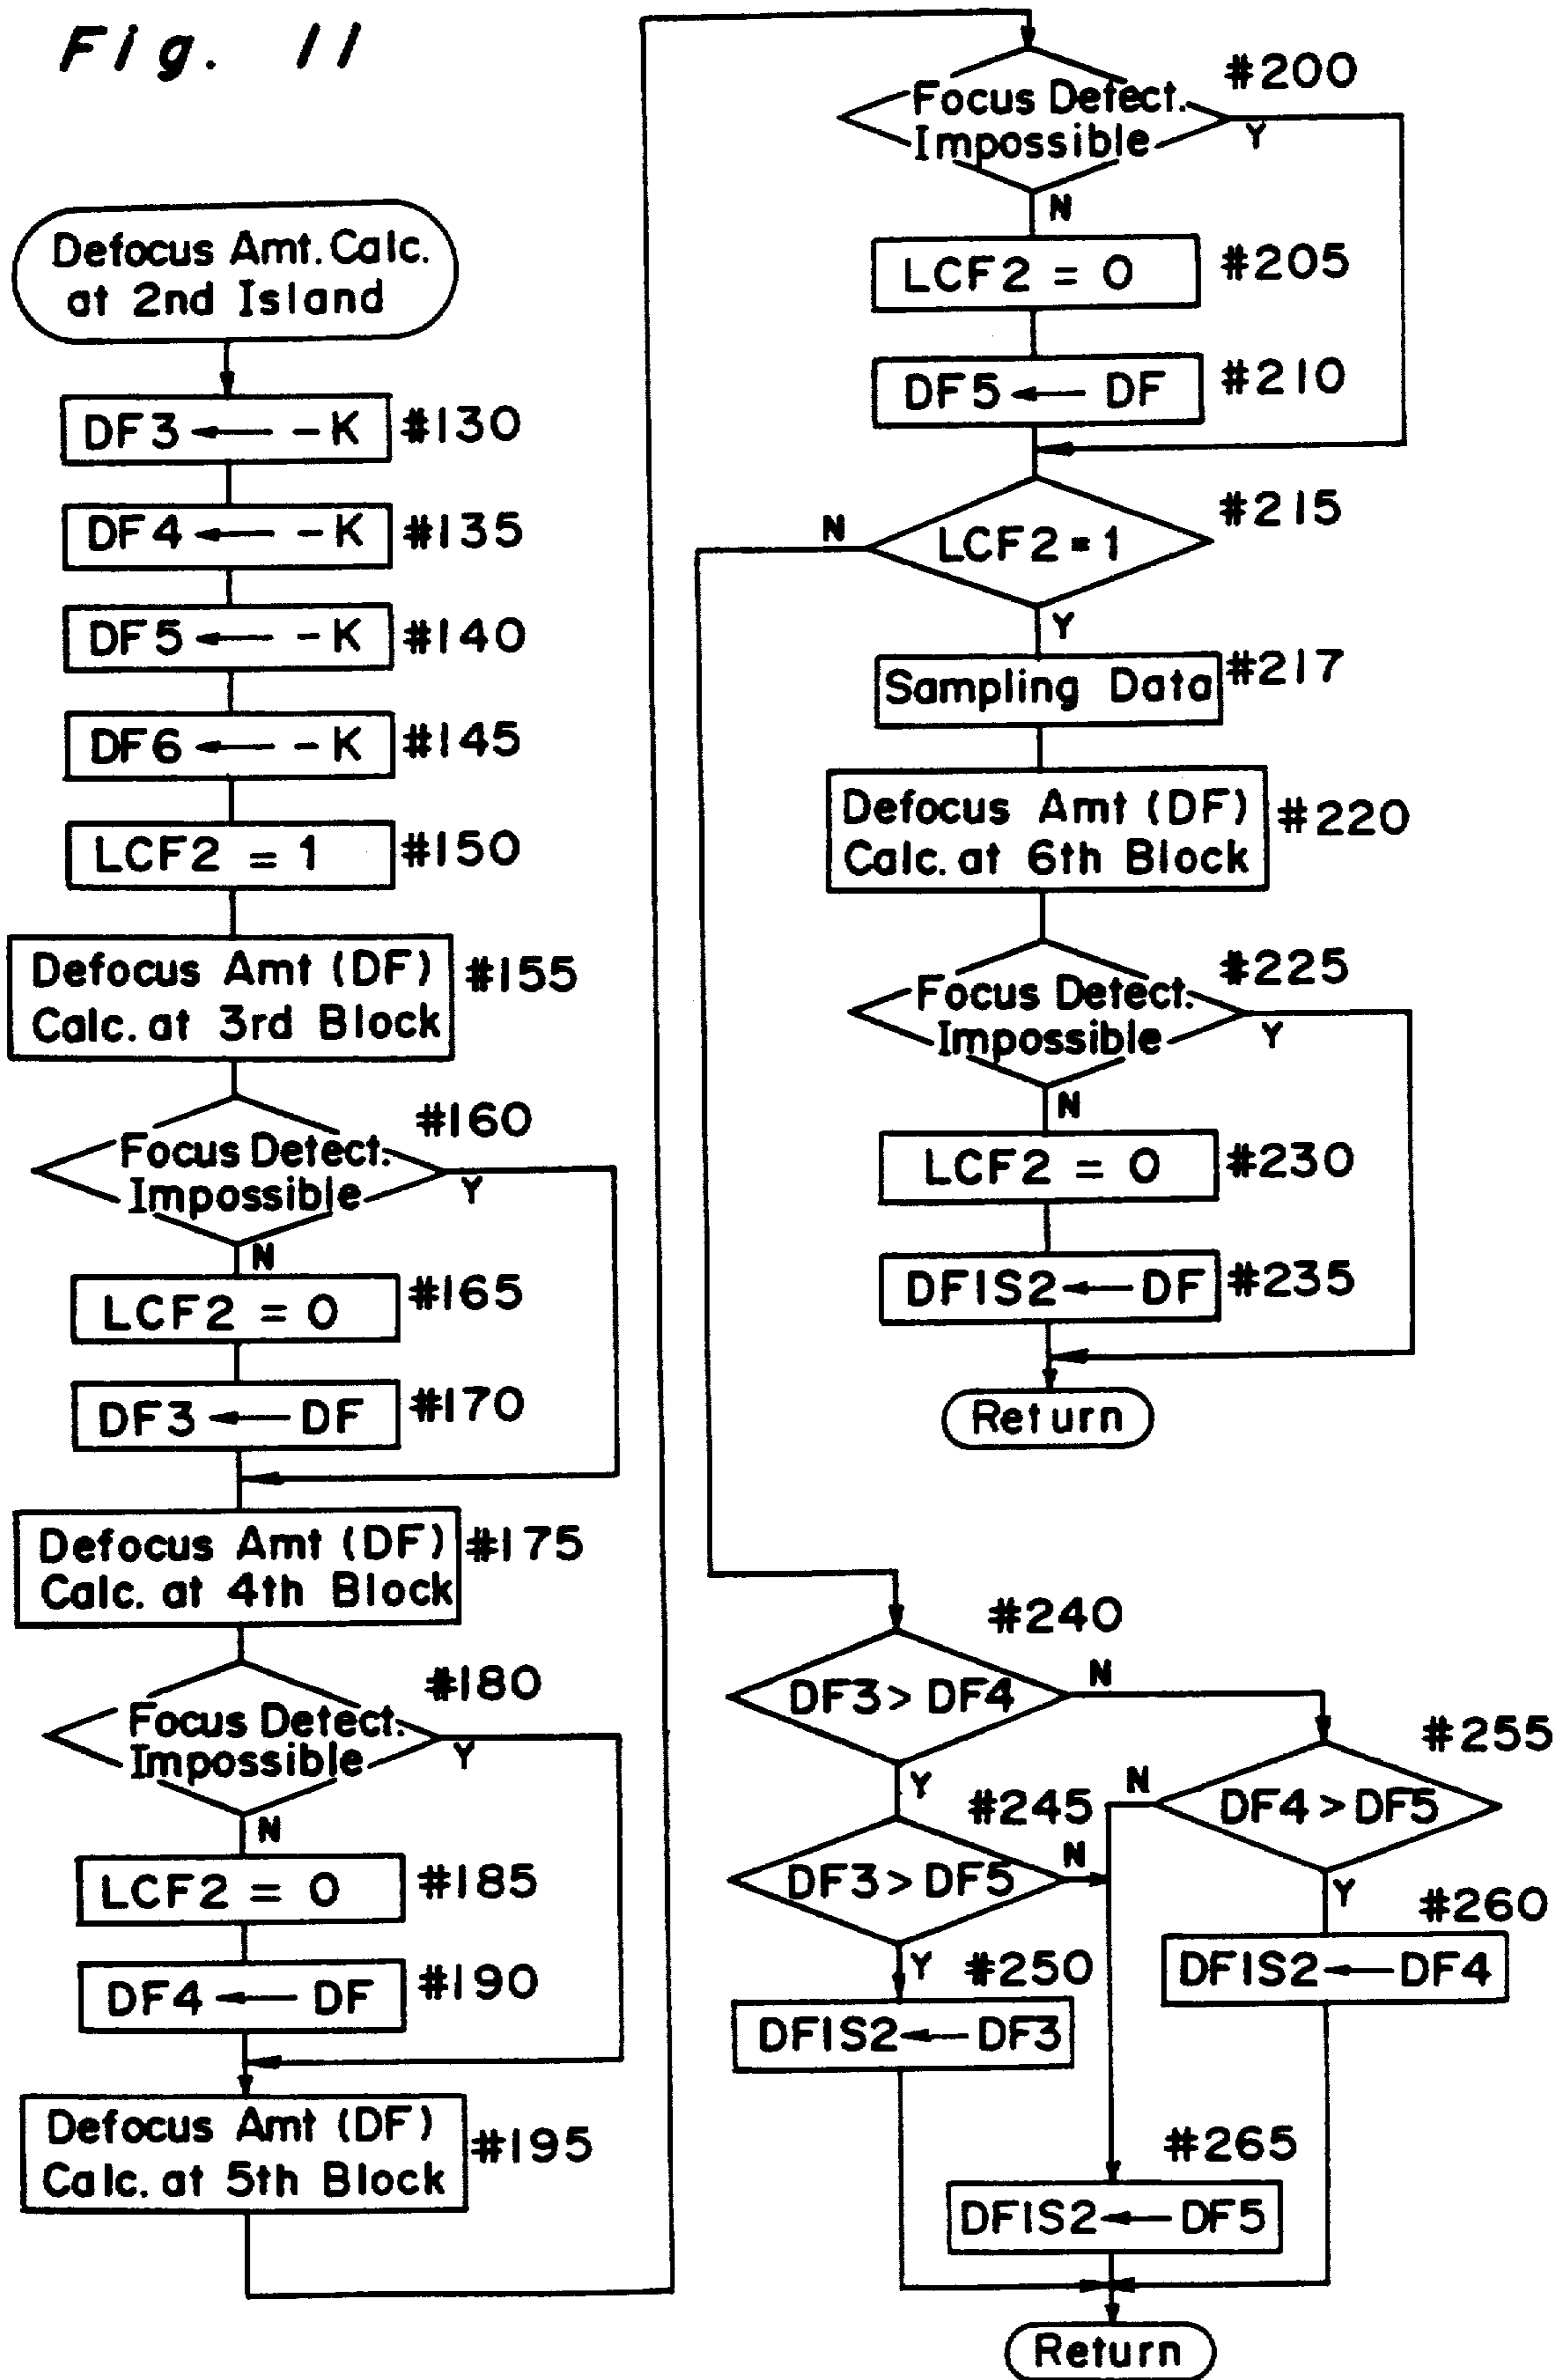 Fig. 11
Defocus Amt. Calc.
at 2nd Island
DF3 ← -K
#130
DF4 ← -K
#135
DF5 ← -K
#140
DF6 ← -K
#145
LCF2 = 1
#150
Defocus Amt (DF)
Calc. at 3rd Block
#155
#160
Focus Detect.
Impossible
Y
N
LCF2 = 0
#165
DF3 ← DF
#170
Defocus Amt (DF)
Calc. at 4th Block
#175
#180
Focus Detect.
Impossible
Y
N
LCF2 = 0
#185
DF4 ← DF
#190
Defocus Amt (DF)
Calc. at 5th Block
#195
#200
Focus Detect.
Impossible
Y
N
LCF2 = 0
#205
DF5 ← DF
#210
#215
N
LCF2 = 1
Y
Sampling Data
#217
Defocus Amt (DF)
Calc. at 6th Block
#220
#225
Focus Detect.
Impossible
Y
N
LCF2 = 0
#230
DFIS2 ← DF
#235
Return
#240
DF3 > DF4
N
Y
#245
DF3 > DF5
N
Y
#250
DFIS2 ← DF3
#255
N
DF4 > DF5
Y
#260
DFIS2 ← DF4
#265
DFIS2 ← DF5
Return